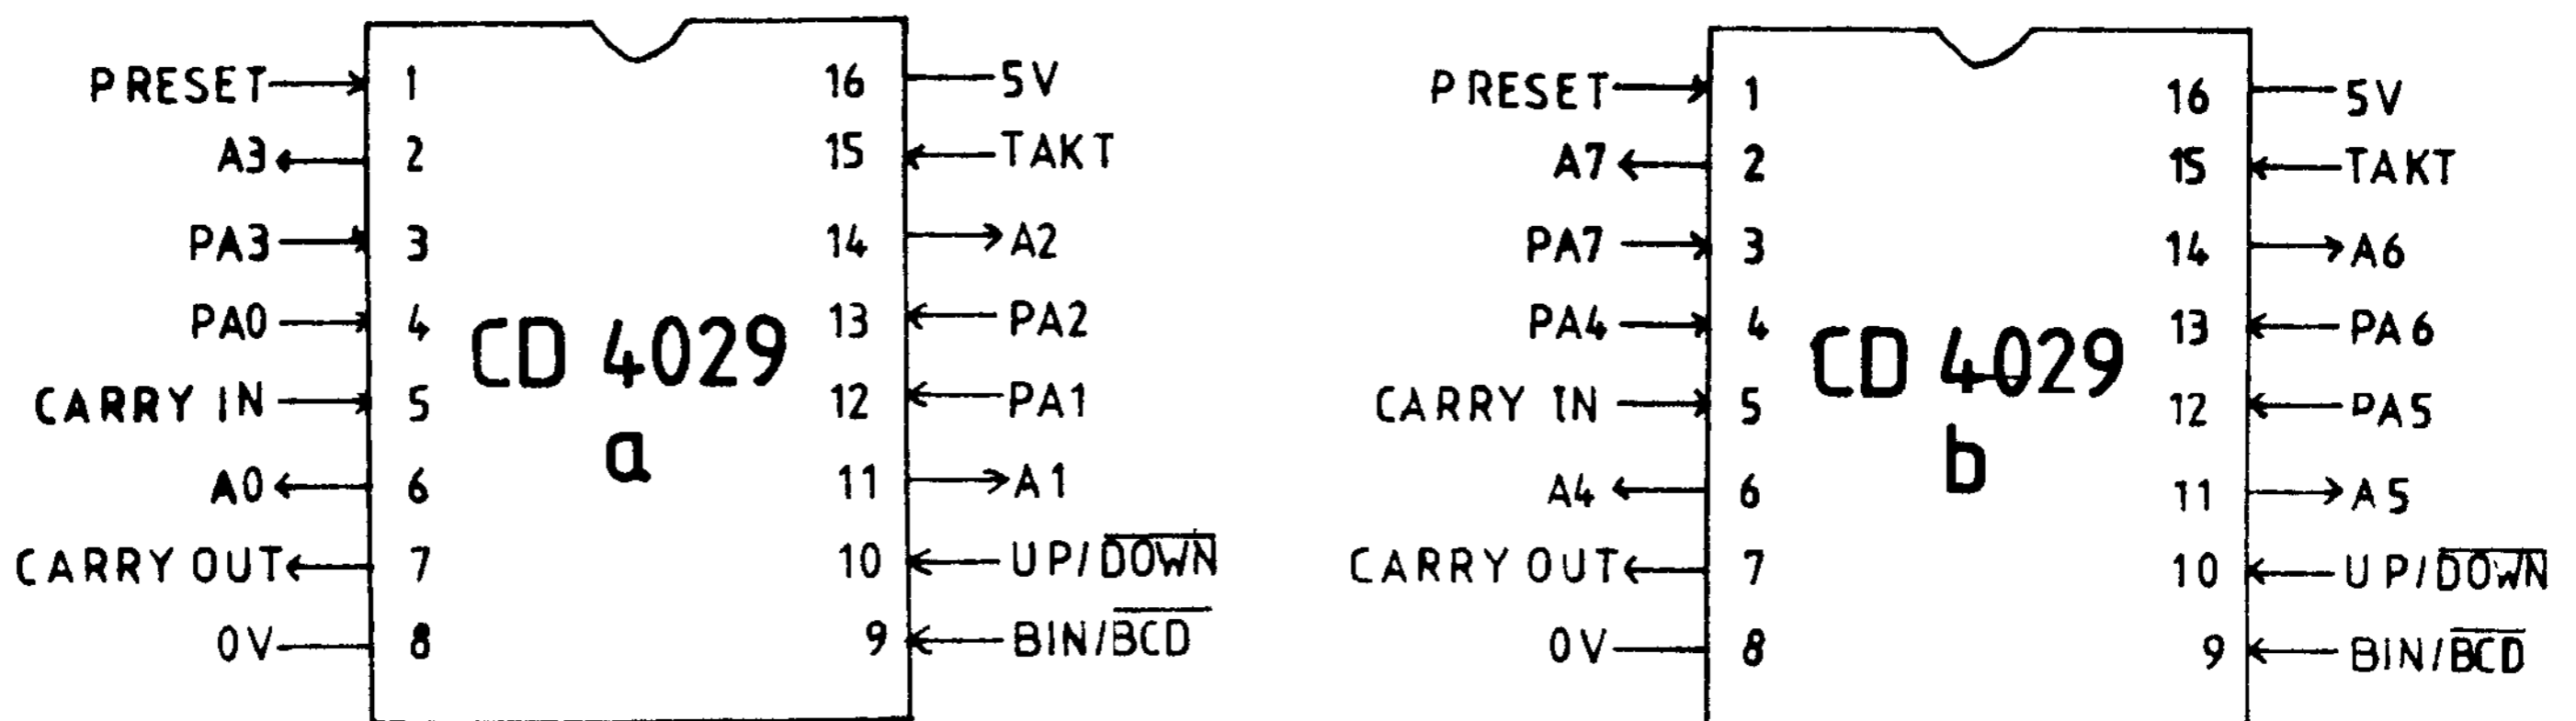 PRESET 1 16 5V
A3 2 15 TAKT
PA3 3 14 A2
PA0 4 13 PA2
CD 4029
CARRY IN 5 12 PA1
a
A0 6 11 A1
CARRY OUT 7 10 UP/DOWN
0V 8 9 BIN/BCD
PRESET 1 16 5V
A7 2 15 TAKT
PA7 3 14 A6
PA4 4 13 PA6
CD 4029
CARRY IN 5 12 PA5
b
A4 6 11 A5
CARRY OUT 7 10 UP/DOWN
0V 8 9 BIN/BCD